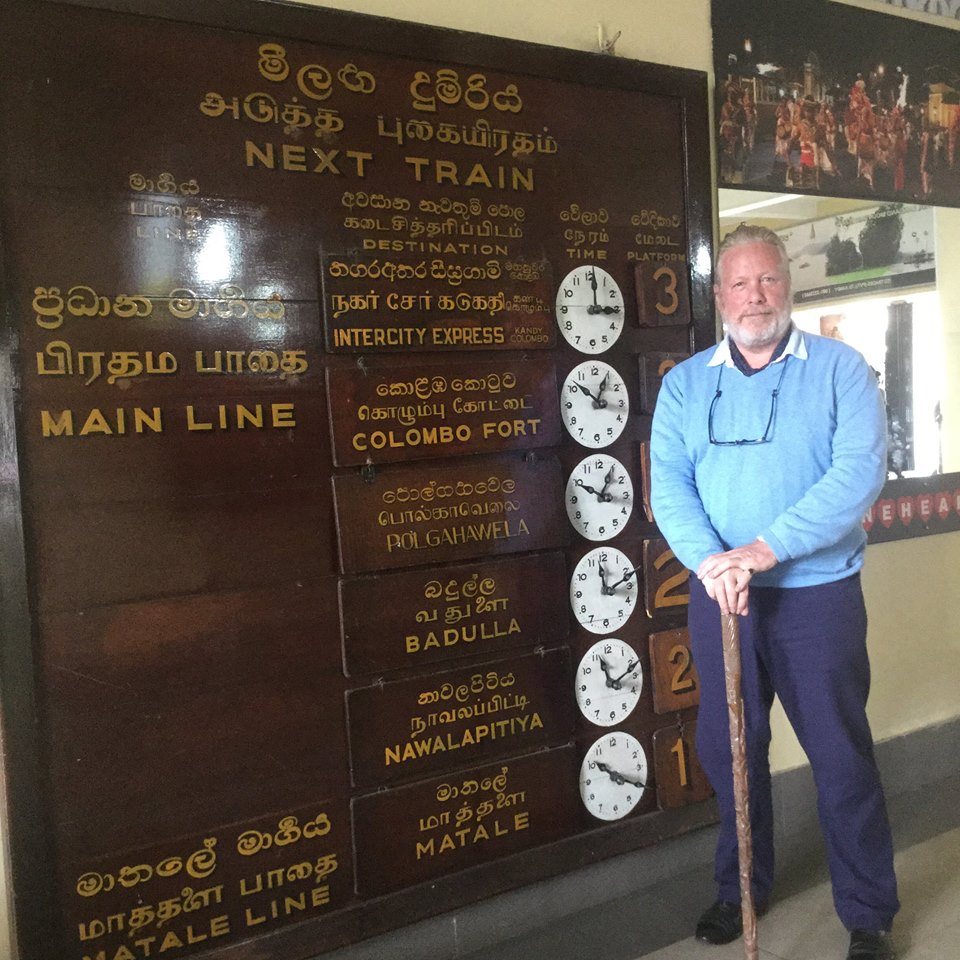 මීලඟ දුම්රිය
அடுத்த புகையிரதம்
NEXT TRAIN
මාර්ගය
பாதை
LINE
අවසාන නැවතුම් පොල
கடைசித்தரிப்பிடம்
DESTINATION
වේලාව
நேரம்
TIME
වේදිකාව
மேடை
PLATFORM
ප්‍රධාන මාර්ගය
பிரதம பாதை
MAIN LINE
නගරඅතර සීඝ්‍රගාමි
நகர் சேர் கடுகதி
INTERCITY EXPRESS
KANDY
COLOMBO
3
කොළඹ කොටුව
கொழும்பு கோட்டை
COLOMBO FORT
පොල්ගහවෙල
பொல்காவெலை
POLGAHAWELA
බදුල්ල
வதுளை
BADULLA
2
නාවලපිටිය
நாவலப்பிட்டி
NAWALAPITIYA
2
මාතලේ
மாத்தளை
MATALE
1
මාතලේ මාර්ගය
மாத்தளை பாதை
MATALE LINE